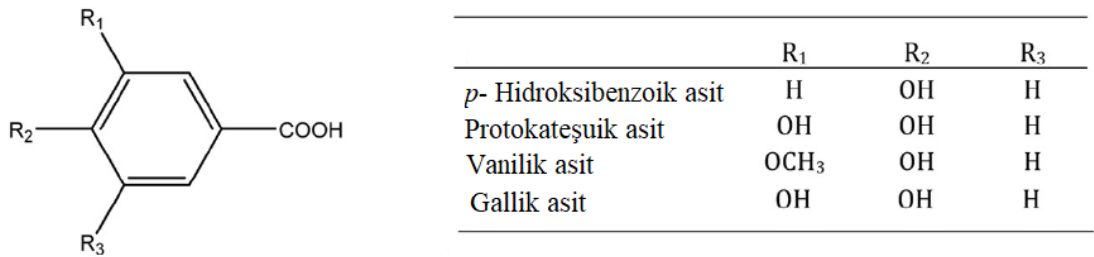 R₁
R₂
COOH
R₃
R₁ R₂ R₃
p- Hidroksibenzoik asit H OH H
Protokateşuik asit OH OH H
Vanilik asit OCH₃ OH H
Gallik asit OH OH H